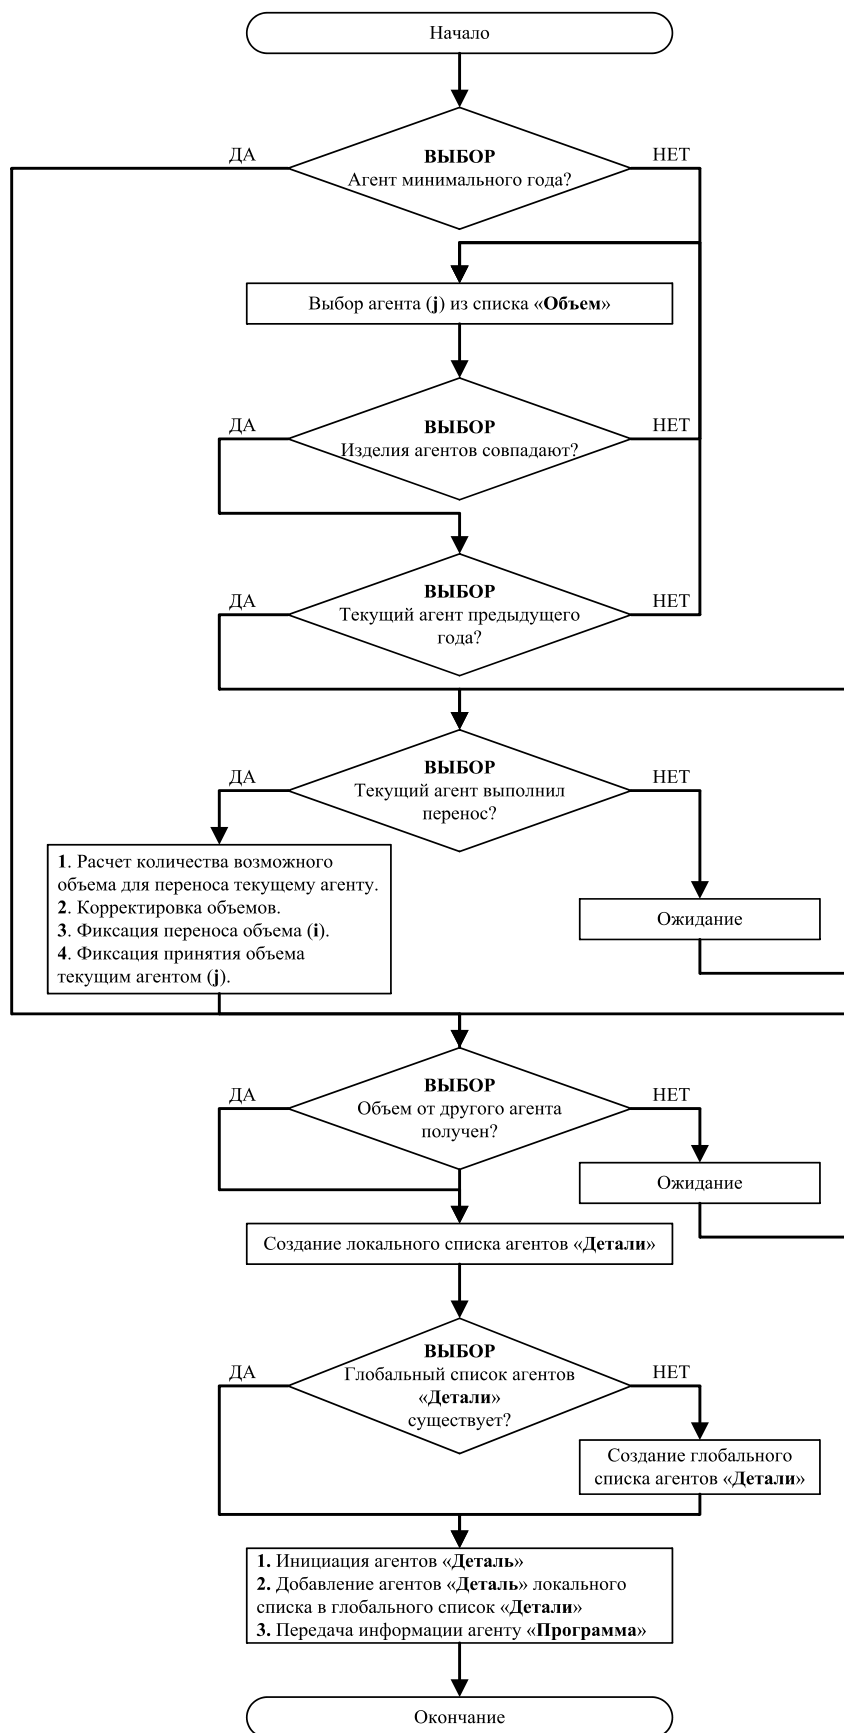 Начало
ДА
ВЫБОР
НЕТ
Агент минимального года?
Выбор агента (j) из списка «Объем»
ДА
ВЫБОР
НЕТ
Изделия агентов совпадают?
ДА
ВЫБОР
НЕТ
Текущий агент предыдущего
года?
ДА
ВЫБОР
НЕТ
Текущий агент выполнил
перенос?
1. Расчет количества возможного
объема для переноса текущему агенту.
2. Корректировка объемов.
3. Фиксация переноса объема (i).
4. Фиксация принятия объема
текущим агентом (j).
Ожидание
ДА
ВЫБОР
НЕТ
Объем от другого агента
получен?
Ожидание
Создание локального списка агентов «Детали»
ДА
ВЫБОР
НЕТ
Глобальный список агентов
«Детали»
существует?
Создание глобального
списка агентов «Детали»
1. Инициация агентов «Деталь»
2. Добавление агентов «Деталь» локального
списка в глобального список «Детали»
3. Передача информации агенту «Программа»
Окончание